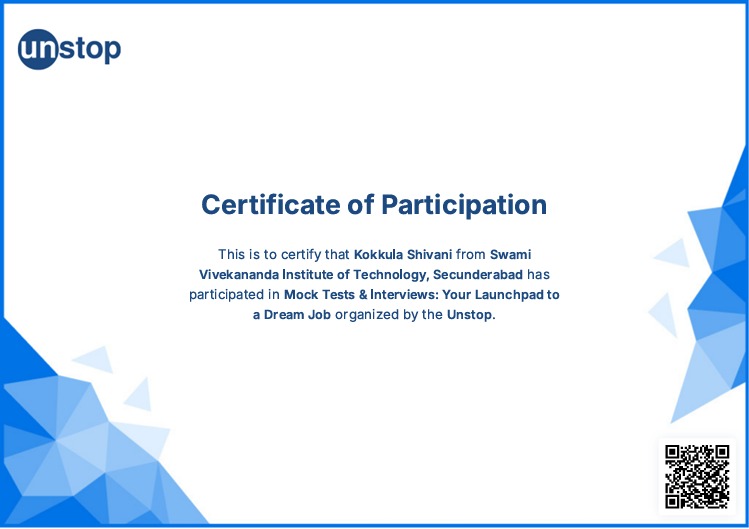 unstop
Certificate of Participation
This is to certify that Kokkula Shivani from Swami
Vivekananda Institute of Technology, Secunderabad has
participated in Mock Tests & Interviews: Your Launchpad to
a Dream Job organized by the Unstop.